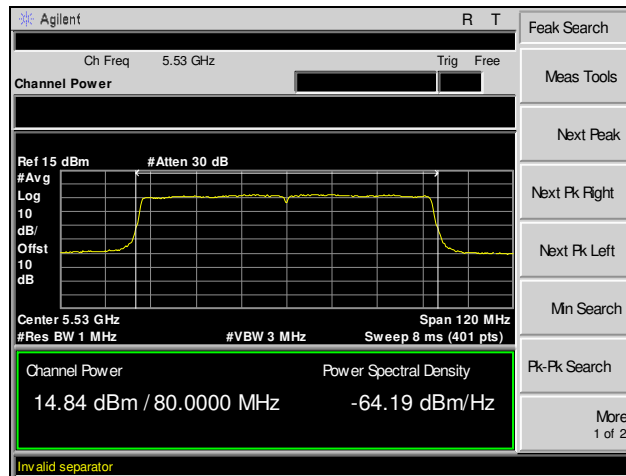 Agilent
R T
Feak Search
Ch Freq 5.53 GHz Trig Free
Channel Power
Meas Tools
Next Peak
Ref 15 dBm #Atten 30 dB
#Avg
Log
10
dB/
Offst
10
dB
Next Pk Right
Next Pk Left
Center 5.53 GHz Span 120 MHz
#Res BW 1 MHz #VBW 3 MHz Sweep 8 ms (401 pts)
Min Search
Channel Power Power Spectral Density
14.84 dBm / 80.0000 MHz -64.19 dBm/Hz
Pk-Pk Search
More
1 of 2
Invalid separator